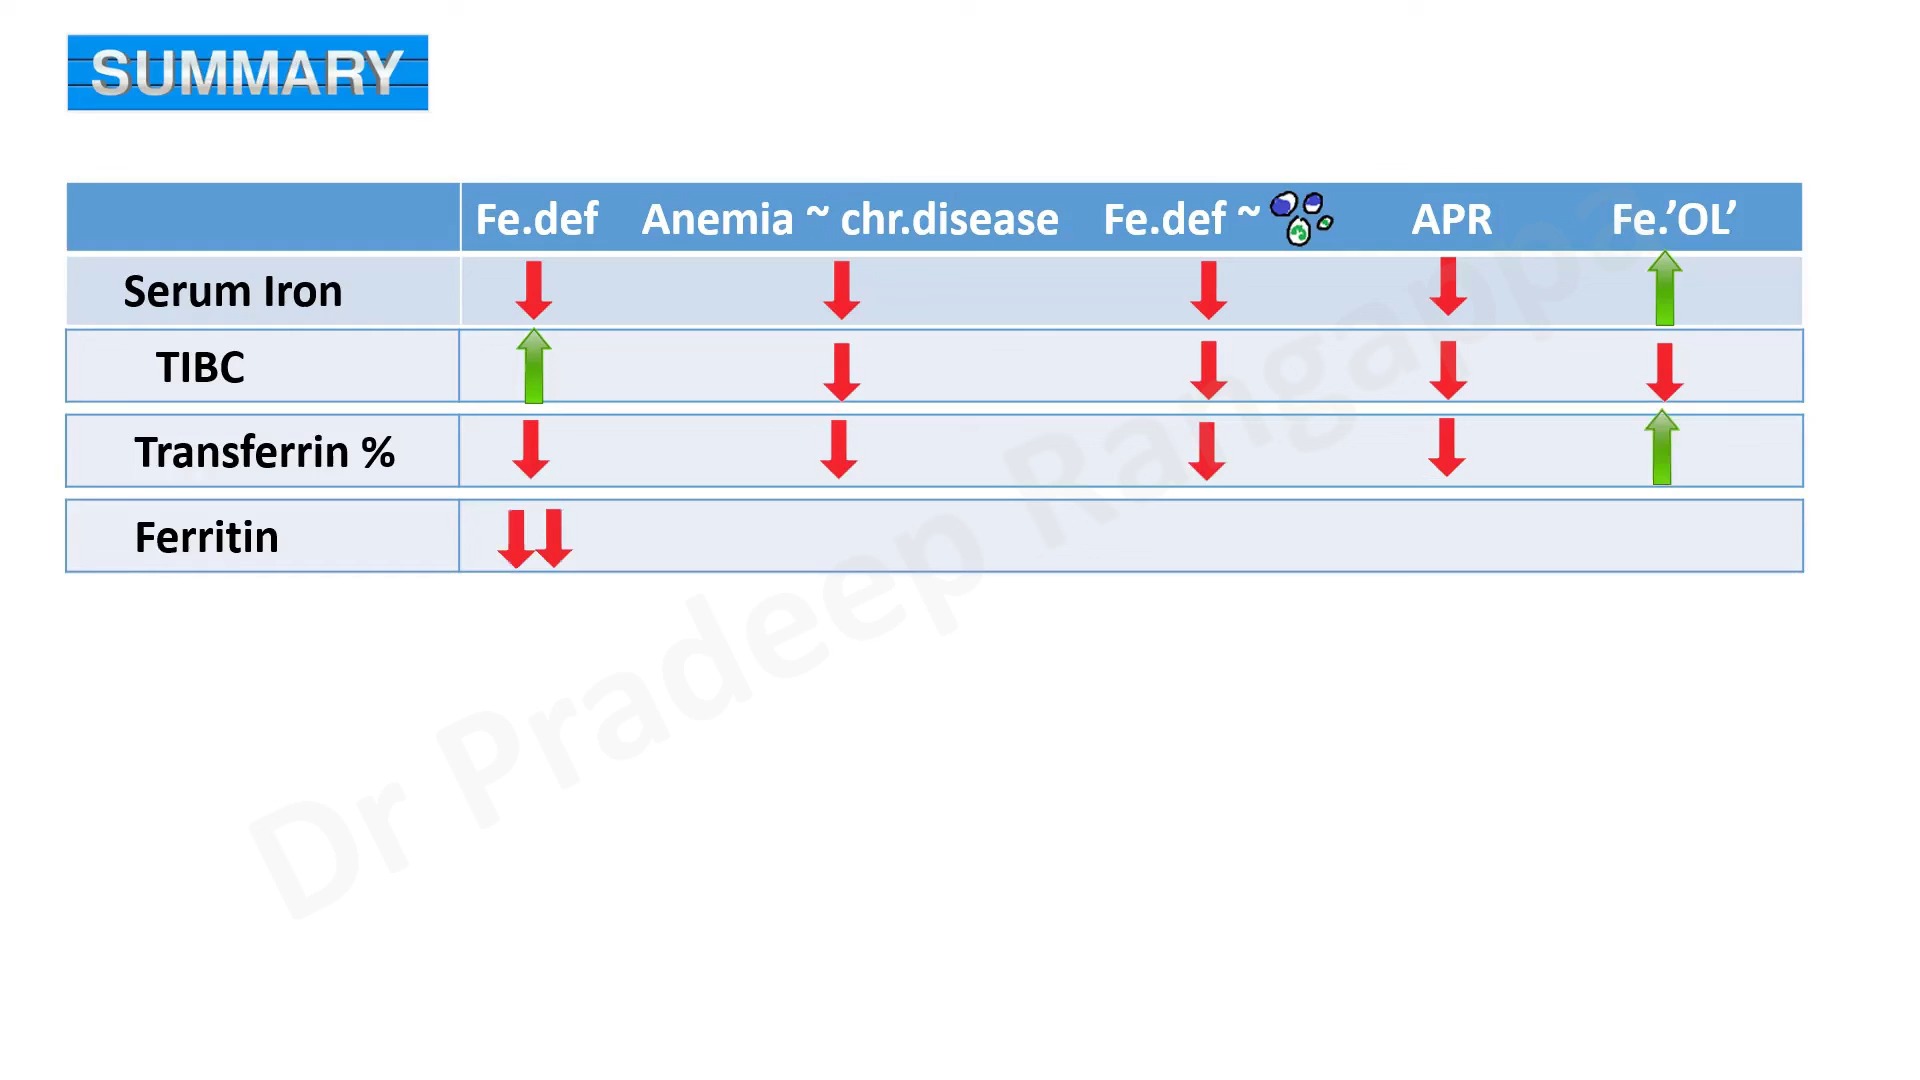 SUMMARY
Fe.def Anemia ~ chr.disease Fe.def ~ APR Fe.’OL’
Serum Iron
TIBC
Transferrin %
Ferritin
Dr Pradeep Rangappa